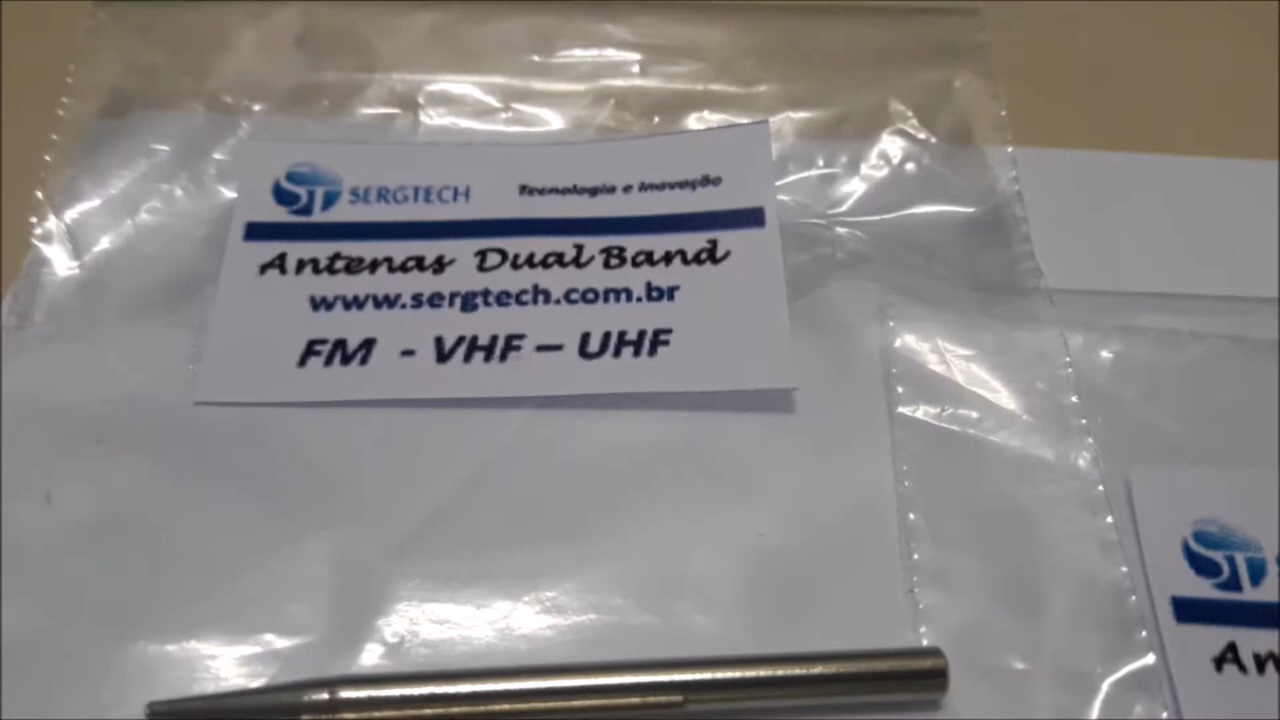 ST SERGTECH Tecnologia e Inovação
Antenas Dual Band
www.sergtech.com.br
FM - VHF – UHF
ST
An